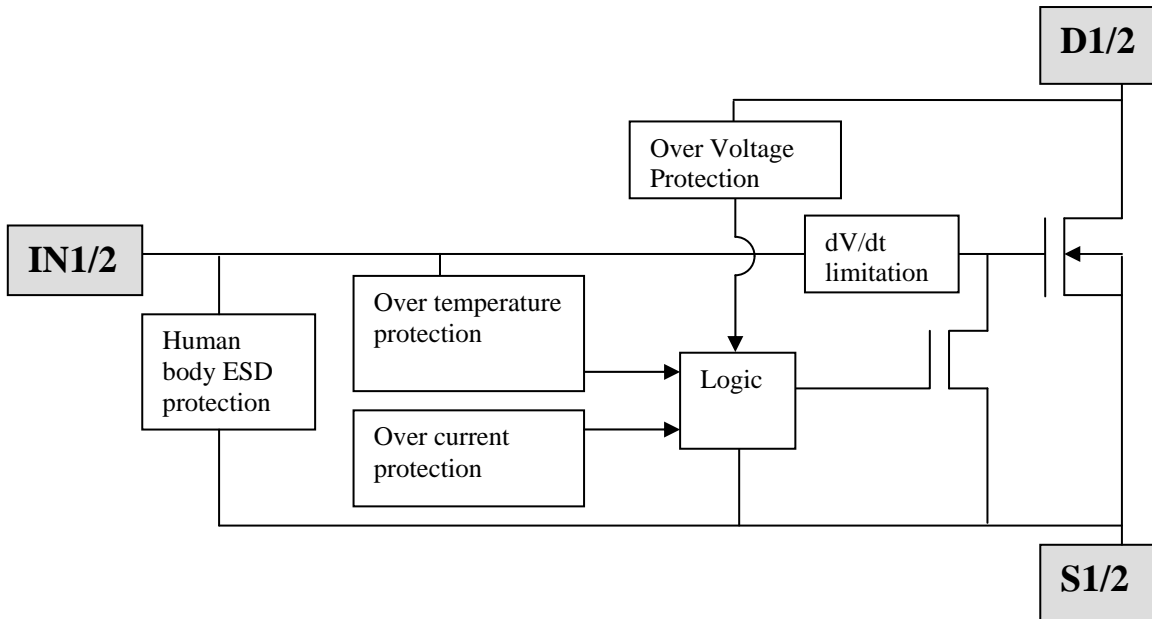 D1/2
Over Voltage
Protection
IN1/2
dV/dt
limitation
Over temperature
protection
Human
body ESD
protection
Logic
Over current
protection
S1/2